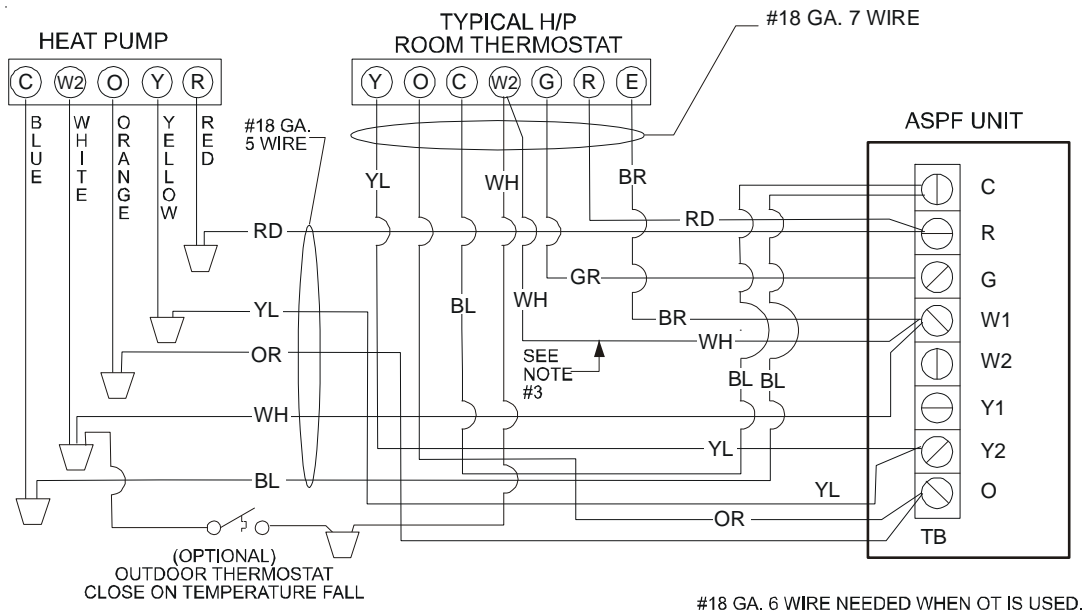 TYPICAL H/P
ROOM THERMOSTAT
#18 GA. 7 WIRE
HEAT PUMP
C W2 O Y R
Y O C W2 G R E
BLUE
WHITE
ORANGE
YELLOW
RED
#18 GA.
5 WIRE
ASPF UNIT
YL
WH
BR
C
RD
RD
R
GR
G
BL
WH
YL
BR
W1
WH
OR
SEE
NOTE
#3
W2
BL BL
WH
Y1
YL
Y2
BL
YL
O
OR
TB
(OPTIONAL)
OUTDOOR THERMOSTAT
CLOSE ON TEMPERATURE FALL
#18 GA. 6 WIRE NEEDED WHEN OT IS USED.